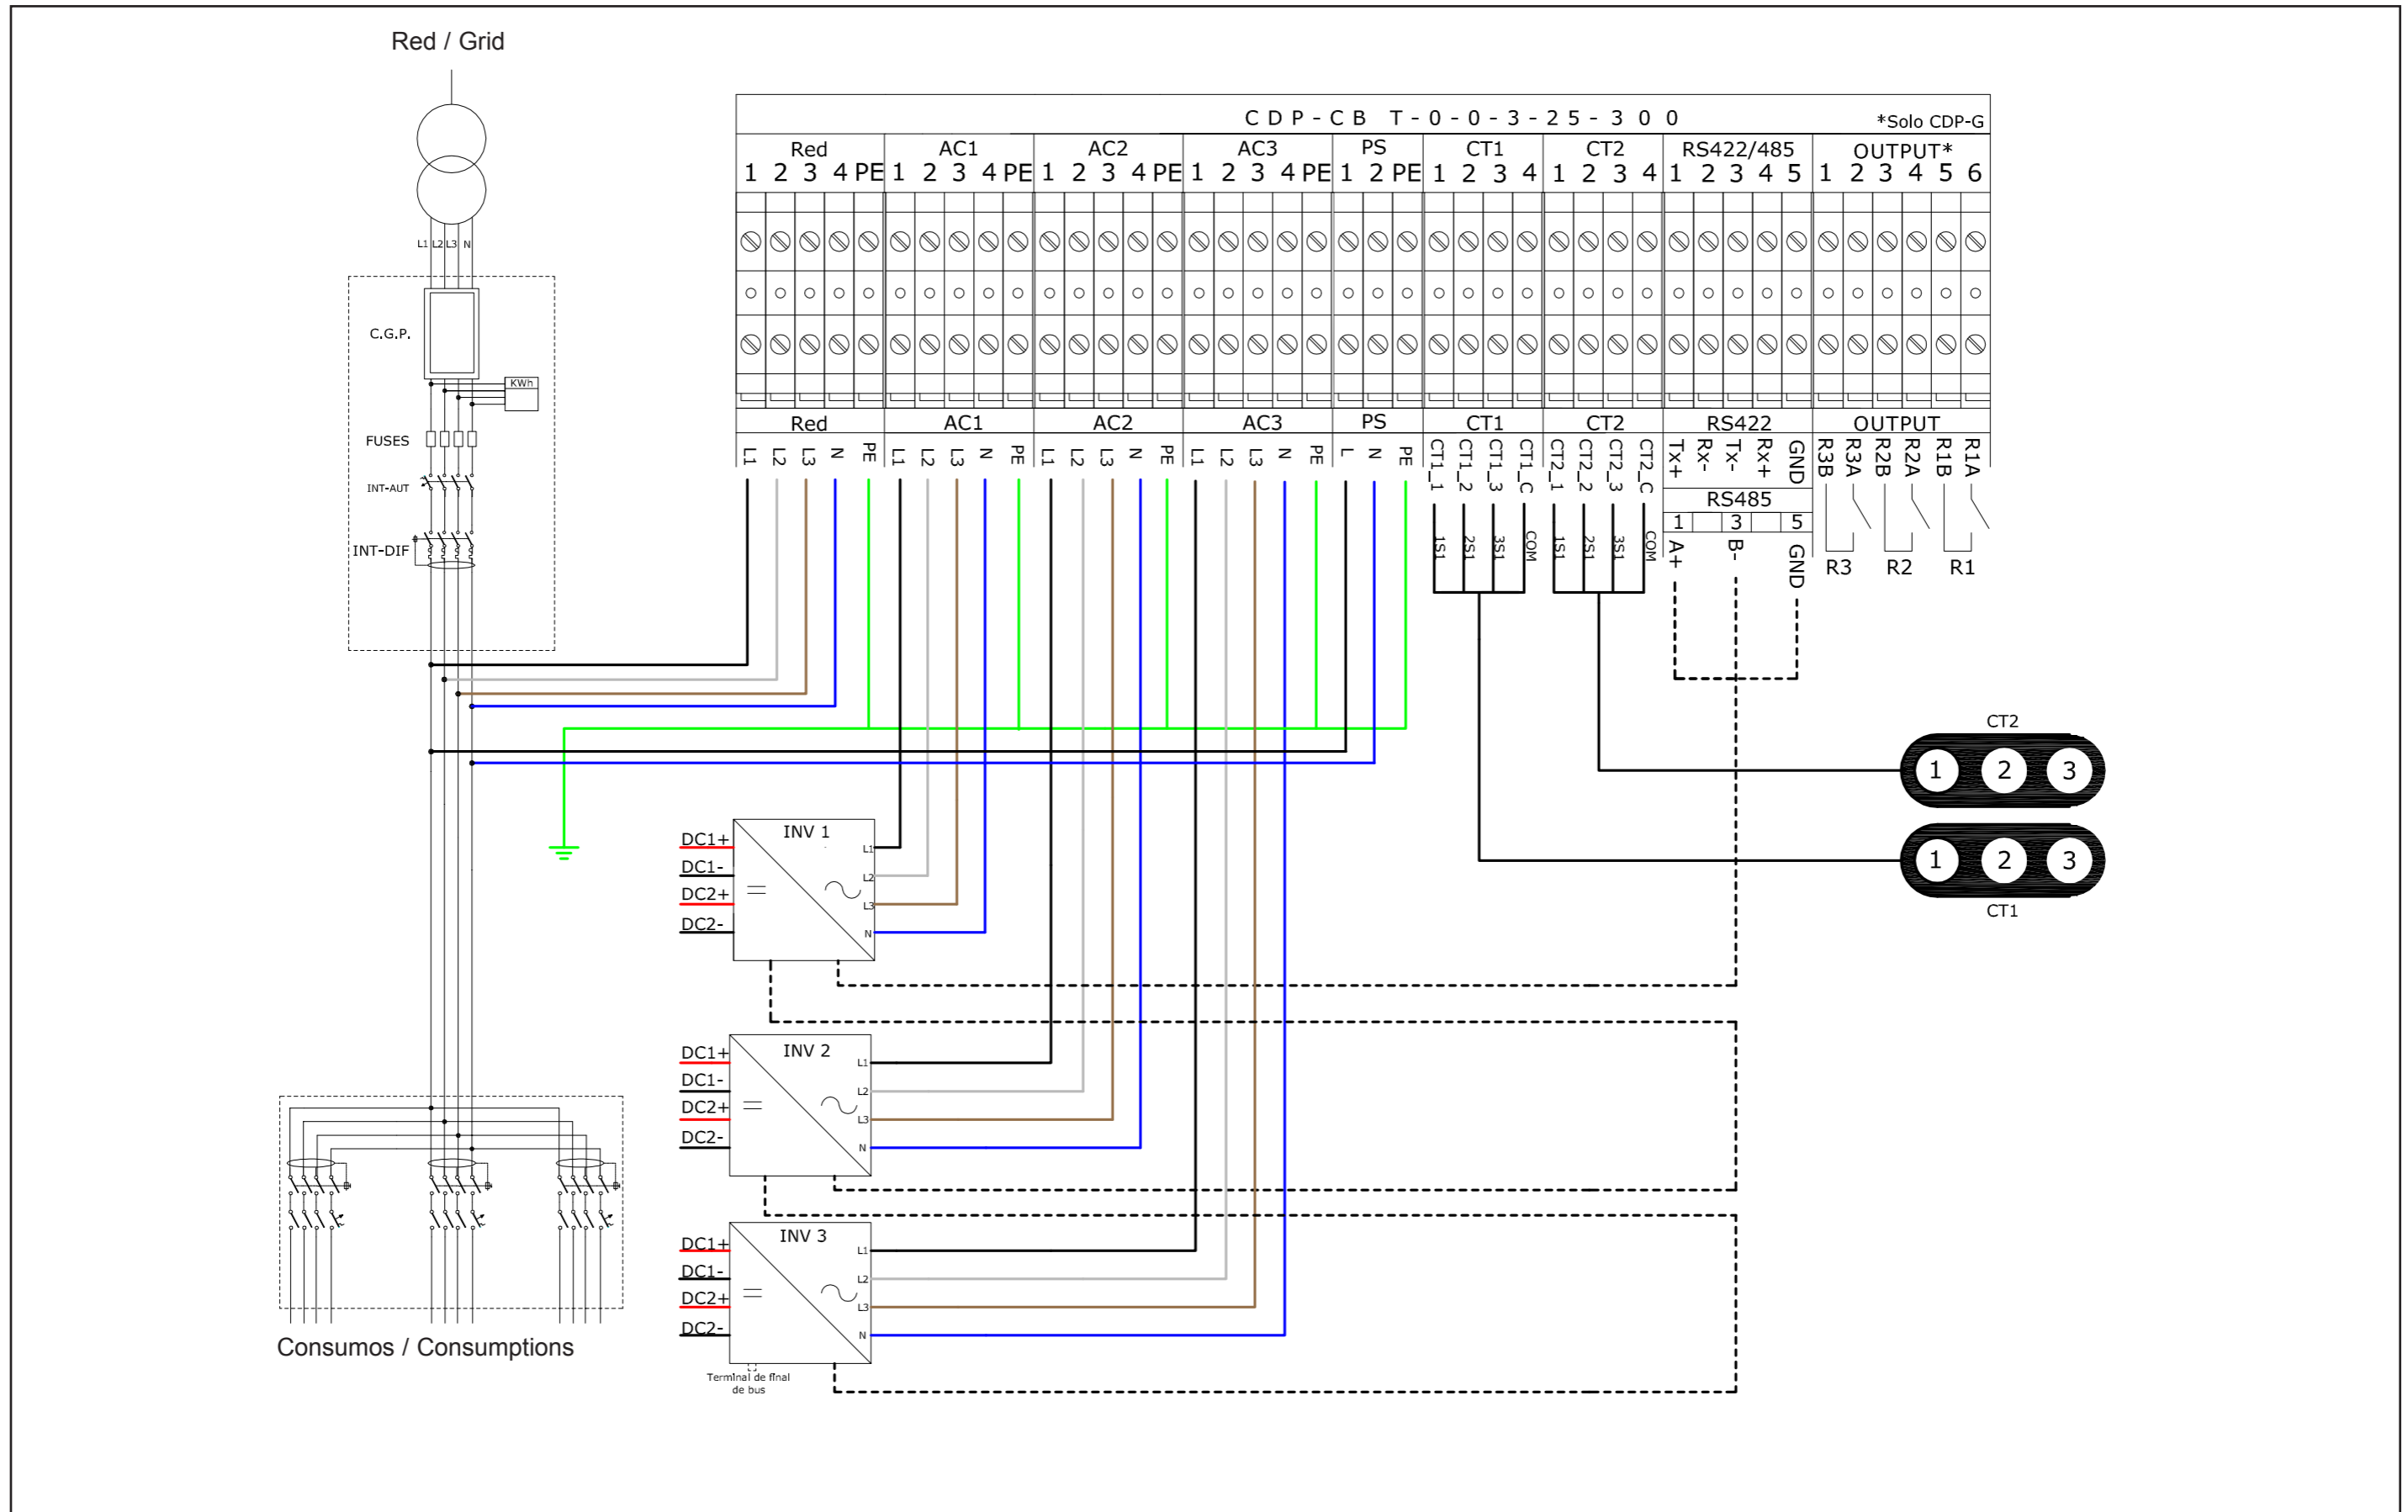 Red / Grid
L1 L2 L3 N
C.G.P.
KWh
FUSES
INT-AUT
INT-DIF
CDP-CB T-0-0-3-25-300
*Solo CDP-G
Red AC1 AC2 AC3 PS CT1 CT2 RS422/485 OUTPUT*
1 2 3 4 PE 1 2 3 4 PE 1 2 3 4 PE 1 2 3 4 PE 1 2 PE 1 2 3 4 1 2 3 4 1 2 3 4 5 1 2 3 4 5 6
Red AC1 AC2 AC3 PS CT1 CT2 RS422 OUTPUT
L1 L2 L3 N PE L1 L2 L3 N PE L1 L2 L3 N PE L1 L2 L3 N PE L N PE CT1_1 CT1_2 CT1_3 CT1_C CT2_1 CT2_2 CT2_3 CT2_C Tx+ Rx- Tx- Rx+ GND R3B R3A R2B R2A R1B R1A
RS485
1 3 5
1S1 2S1 3S1 COM 1S1 2S1 3S1 COM
A+ B- GND
R3 R2 R1
CT2
1 2 3
1 2 3
CT1
INV 1
DC1+
DC1-
DC2+
DC2-
L1
L2
L3
N
INV 2
DC1+
DC1-
DC2+
DC2-
L1
L2
L3
N
INV 3
DC1+
DC1-
DC2+
DC2-
L1
L2
L3
N
Terminal de final
de bus
Consumos / Consumptions